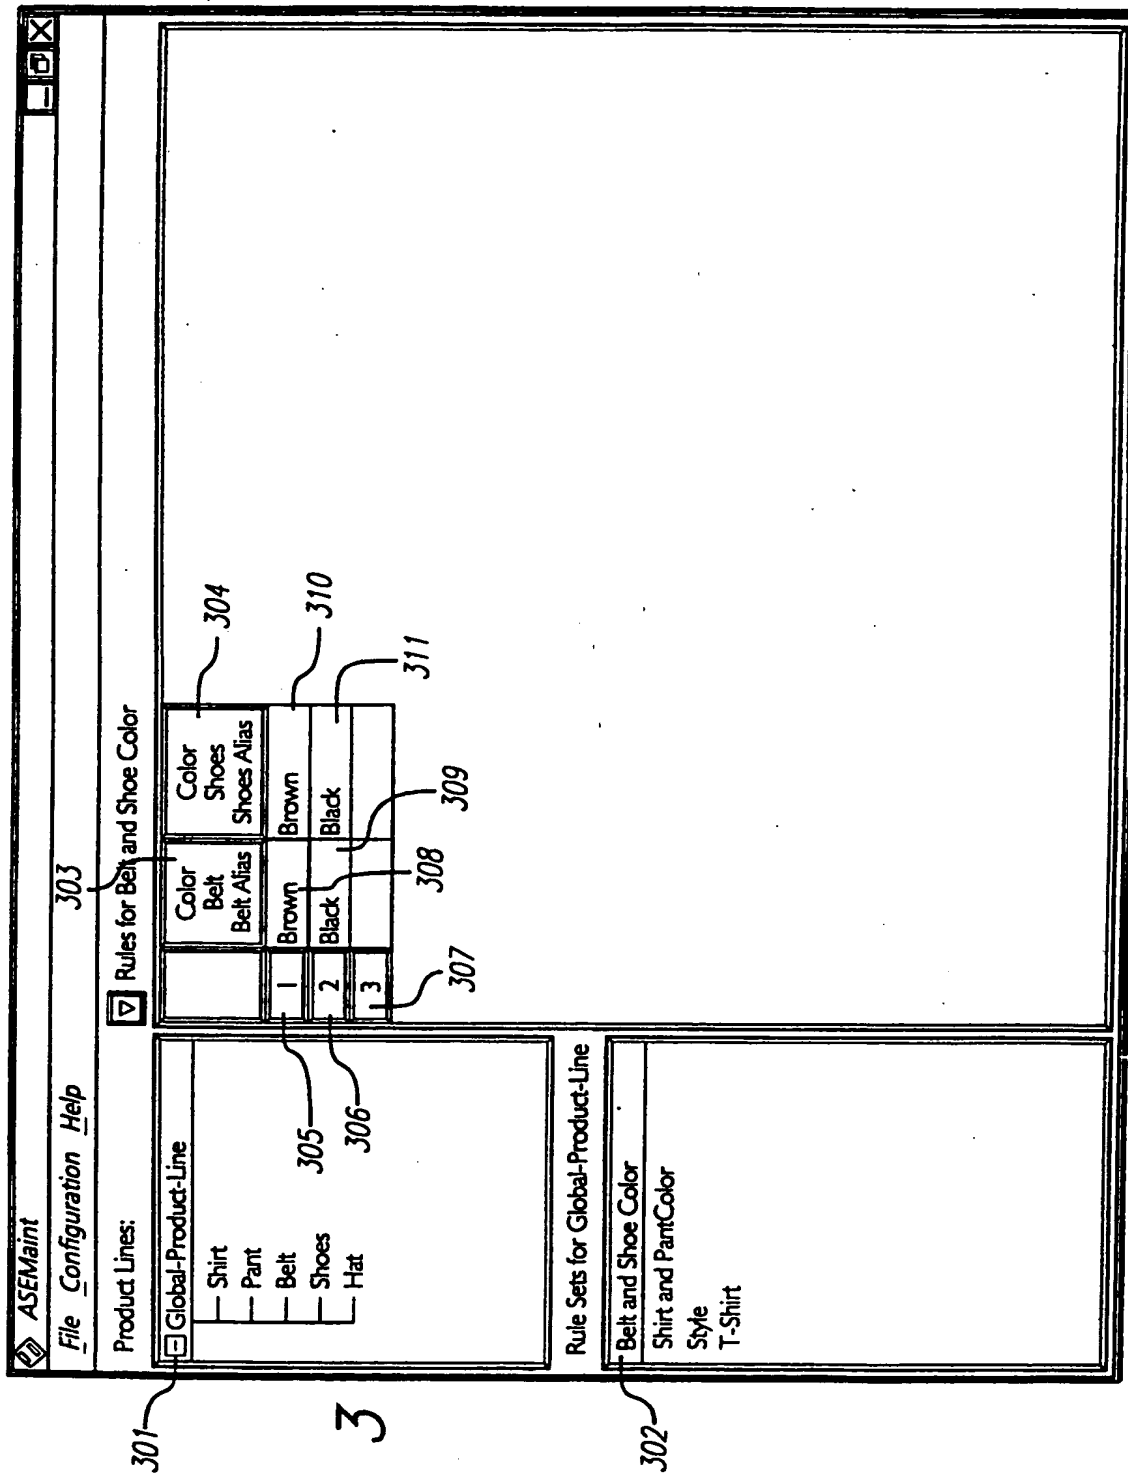 ASEMaint
File Configuration Help
303
Product Lines:
Rules for Belt and Shoe Color
301
Global-Product-Line
Shirt
Pant
Belt
Shoes
Hat
Color
Belt
Belt Alias
Color
Shoes
Shoes Alias
304
1
Brown
Brown
2
Black
Black
3
305
306
307
308
309
310
311
3
Rule Sets for Global-Product-Line
302
Belt and Shoe Color
Shirt and PantColor
Style
T-Shirt